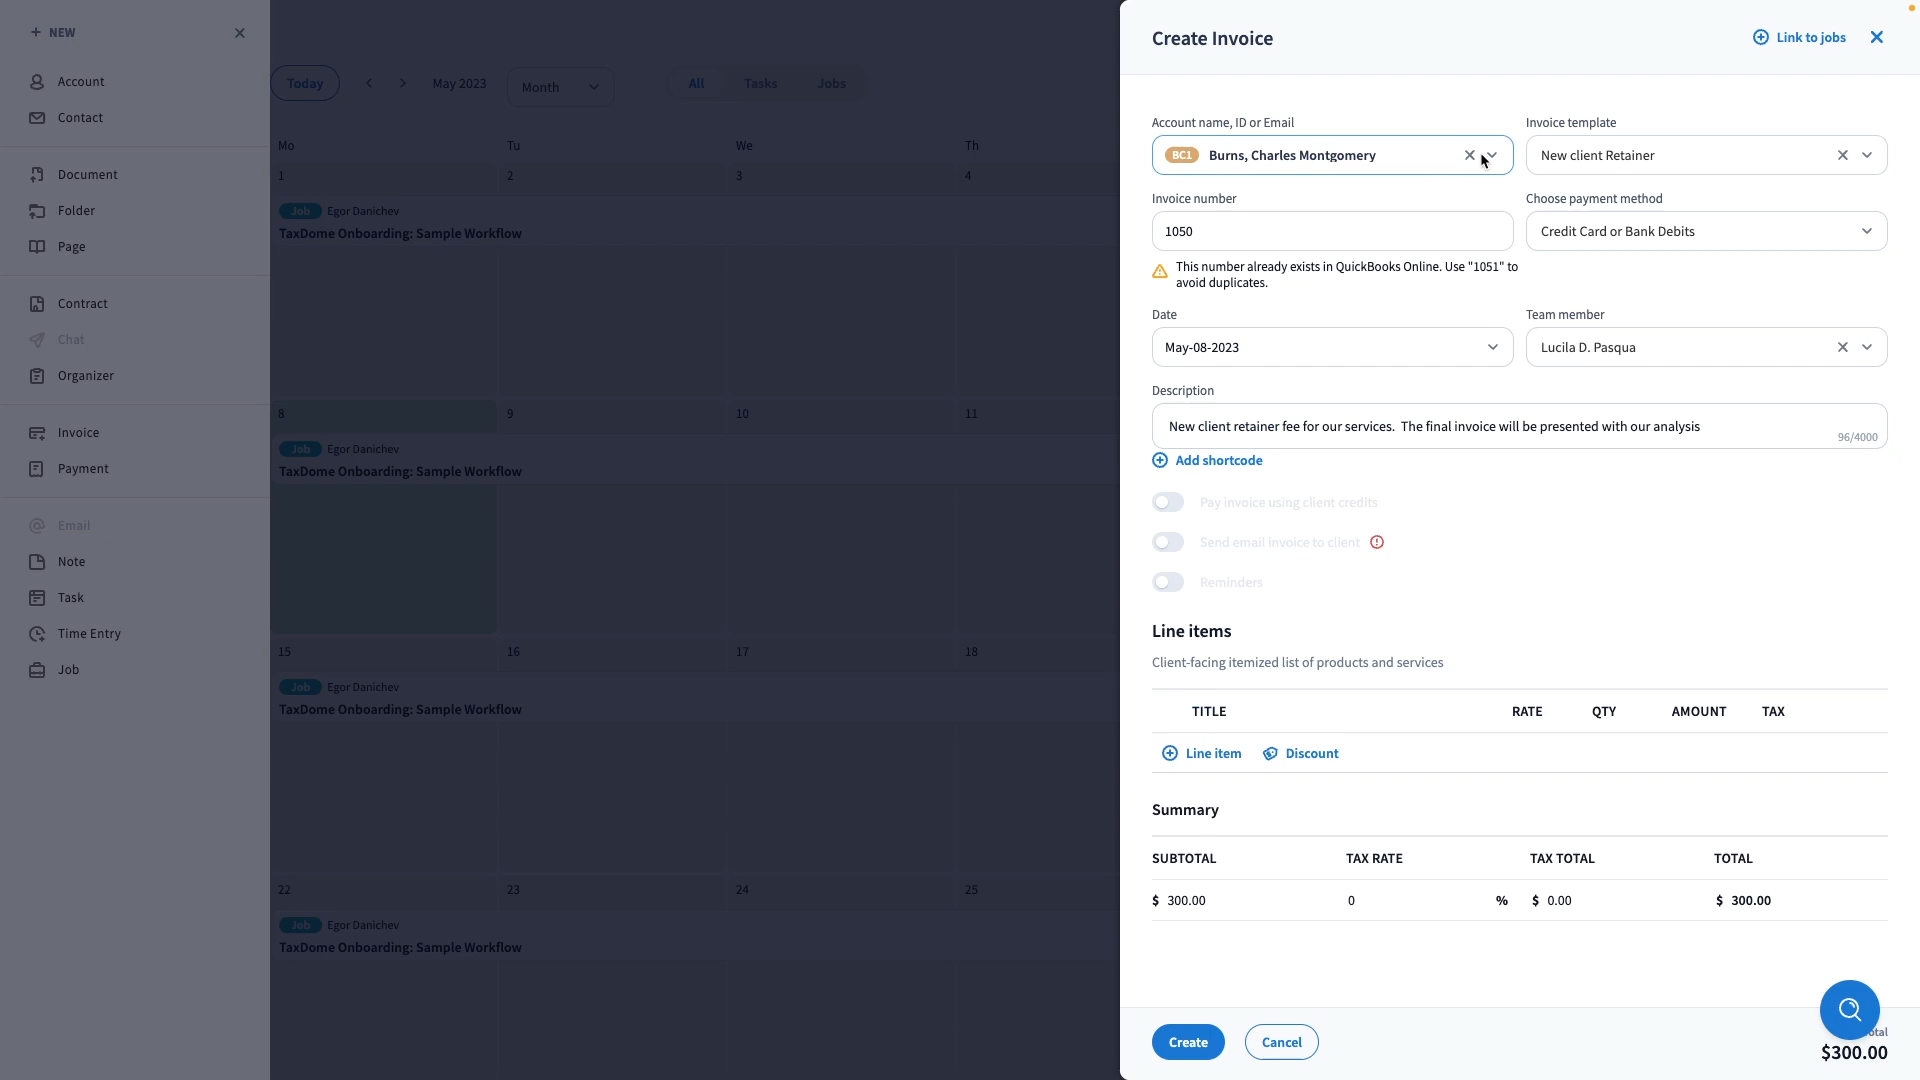 NEW
Account
Contact
Document
Folder
Page
Contract
Chat
Organizer
Invoice
Payment
Email
Note
Task
Time Entry
Job
Today
May 2023
Month
All
Tasks
Jobs
Mo
Tu
We
Th
1
2
3
4
Job Egor Danichev
TaxDome Onboarding: Sample Workflow
8
9
10
11
Job Egor Danichev
TaxDome Onboarding: Sample Workflow
15
16
17
18
Job Egor Danichev
TaxDome Onboarding: Sample Workflow
22
23
24
25
Job Egor Danichev
TaxDome Onboarding: Sample Workflow
Create Invoice
Link to jobs
Account name, ID or Email
BC1 Burns, Charles Montgomery
Invoice template
New client Retainer
Invoice number
1050
Choose payment method
Credit Card or Bank Debits
This number already exists in QuickBooks Online. Use "1051" to
avoid duplicates.
Date
May-08-2023
Team member
Lucila D. Pasqua
Description
New client retainer fee for our services.  The final invoice will be presented with our analysis
96/4000
Add shortcode
Pay invoice using client credits
Send email invoice to client
Reminders
Line items
Client-facing itemized list of products and services
TITLE RATE QTY AMOUNT TAX
Line item Discount
Summary
SUBTOTAL TAX RATE TAX TOTAL TOTAL
$ 300.00 0 % $ 0.00 $ 300.00
Create
Cancel
$300.00